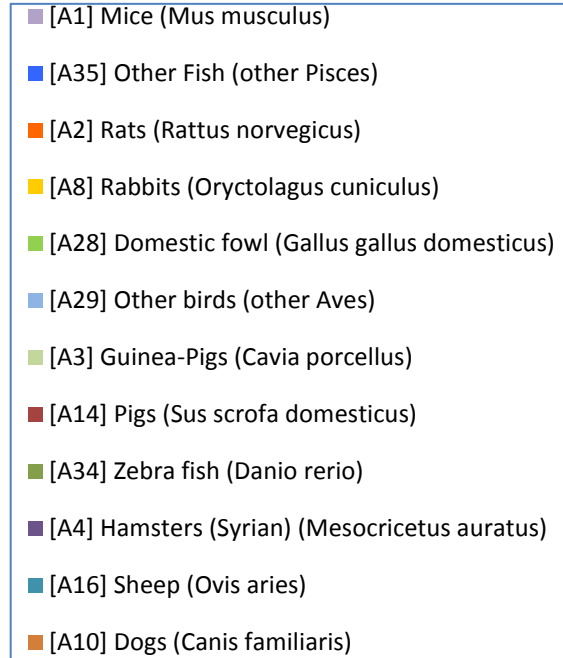 [A1] Mice (Mus musculus)
[A35] Other Fish (other Pisces)
[A2] Rats (Rattus norvegicus)
[A8] Rabbits (Oryctolagus cuniculus)
[A28] Domestic fowl (Gallus gallus domesticus)
[A29] Other birds (other Aves)
[A3] Guinea-Pigs (Cavia porcellus)
[A14] Pigs (Sus scrofa domesticus)
[A34] Zebra fish (Danio rerio)
[A4] Hamsters (Syrian) (Mesocricetus auratus)
[A16] Sheep (Ovis aries)
[A10] Dogs (Canis familiaris)